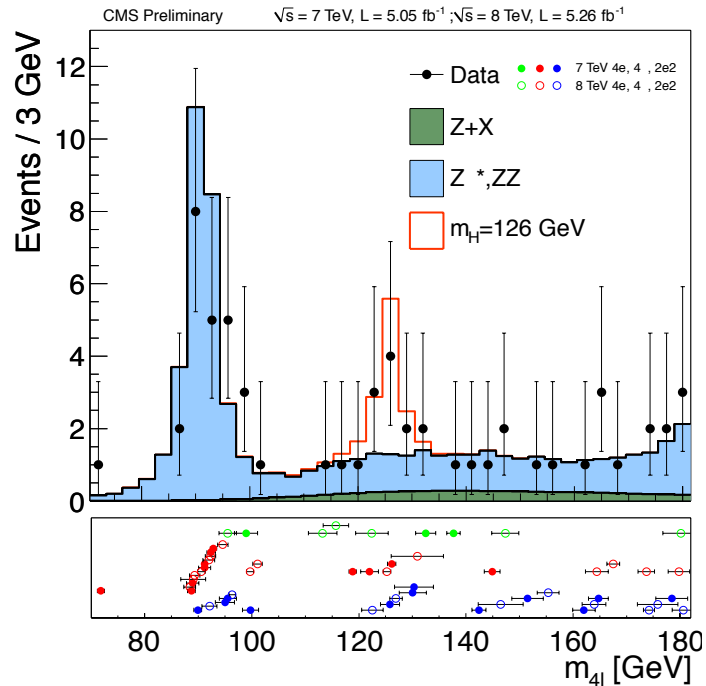 CMS Preliminary √s = 7 TeV, L = 5.05 fb⁻¹ ;√s = 8 TeV, L = 5.26 fb⁻¹
Events / 3 GeV
12
10
8
6
4
2
0
Data
7 TeV 4e, 4 , 2e2
8 TeV 4e, 4 , 2e2
Z+X
Z *,ZZ
m_H=126 GeV
80 100 120 140 160 180
m_4l [GeV]